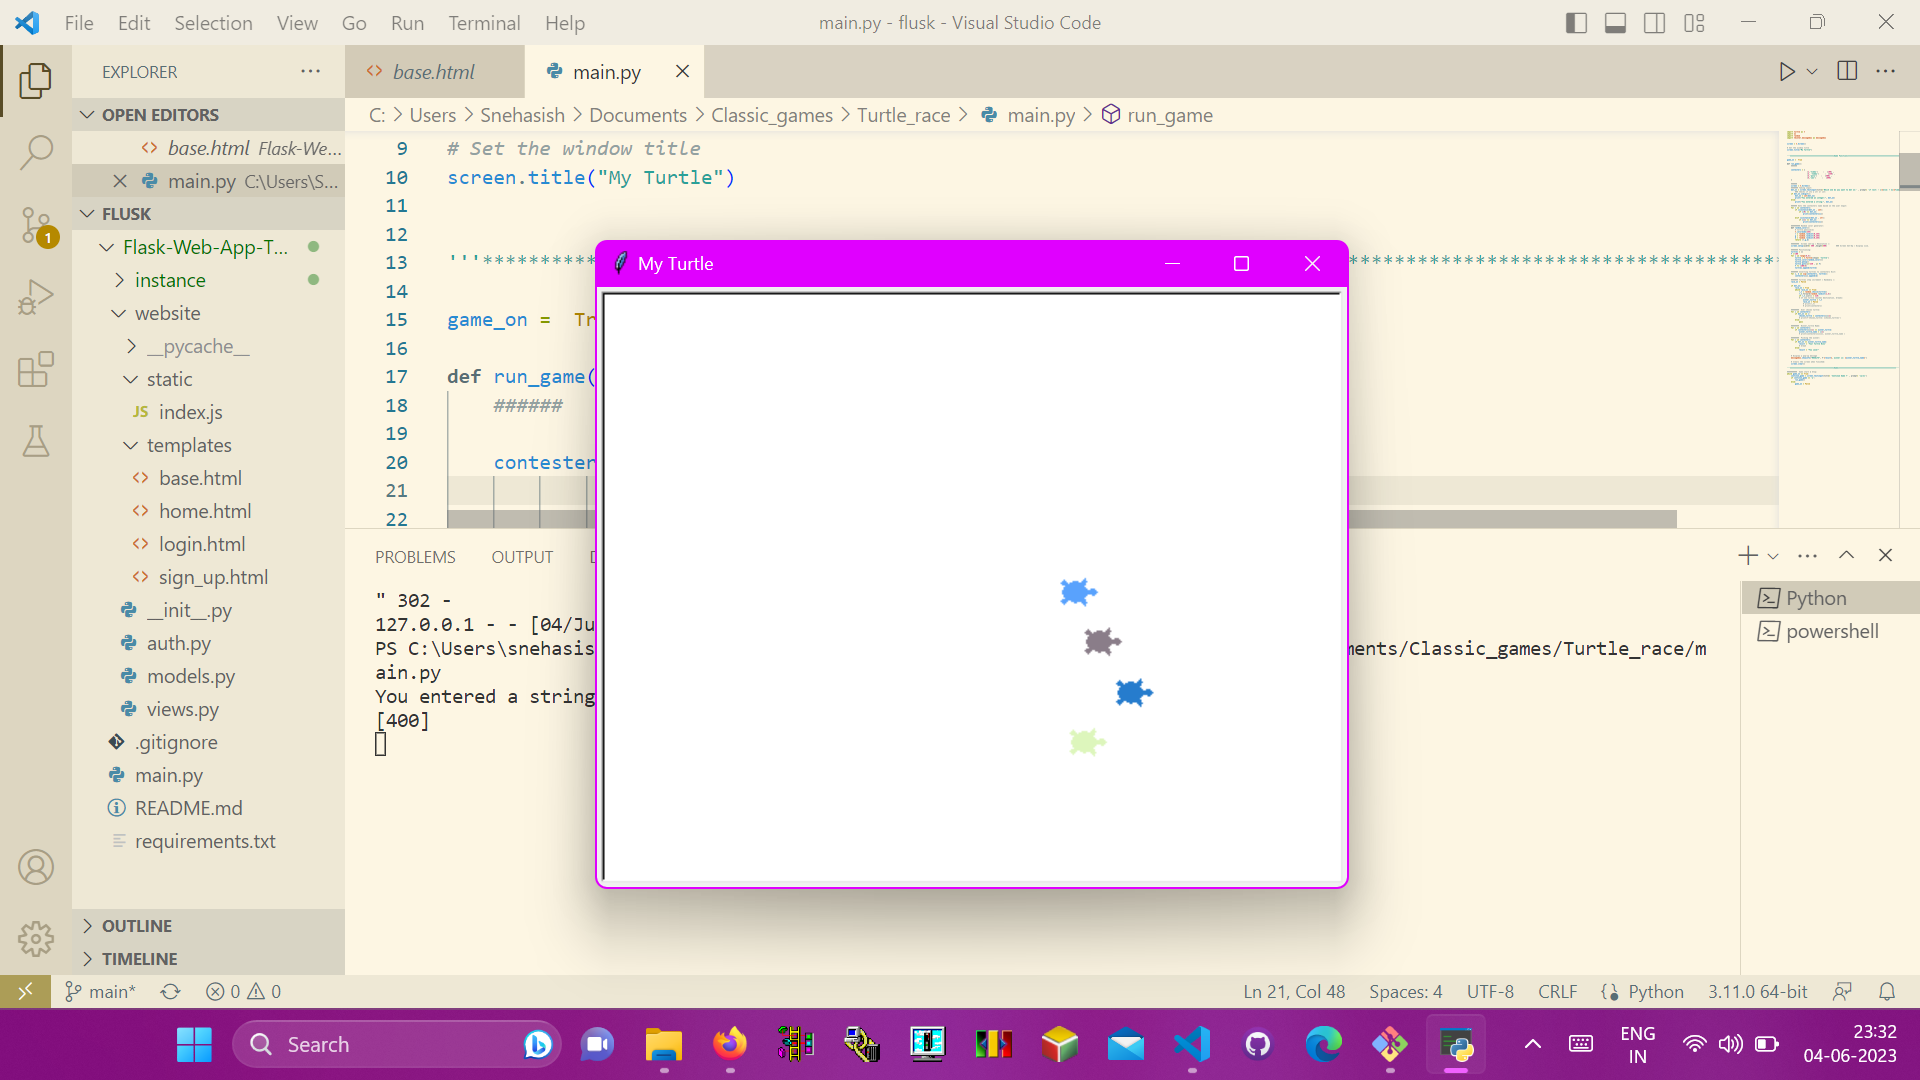 File Edit Selection View Go Run Terminal Help
main.py - flusk - Visual Studio Code
EXPLORER
OPEN EDITORS
base.html Flask-We...
main.py C:\Users\S...
FLUSK
Flask-Web-App-T...
instance
website
__pycache__
static
JS index.js
templates
base.html
home.html
login.html
sign_up.html
__init__.py
auth.py
models.py
views.py
.gitignore
main.py
README.md
requirements.txt
OUTLINE
TIMELINE
1
base.html
main.py
C: > Users > Snehasish > Documents > Classic_games > Turtle_race > main.py > run_game
9 # Set the window title
10 screen.title("My Turtle")
11
12
13
14
15 game_on = Tr
16
17 def run_game(
18 ######
19
20 contester
21
22
My Turtle
PROBLEMS OUTPUT
" 302 -
127.0.0.1 - - [04/Ju
PS C:\Users\snehasis ments/Classic_games/Turtle_race/m
ain.py
You entered a string
[400]
Python
powershell
main* 0 0
Ln 21, Col 48 Spaces: 4 UTF-8 CRLF Python 3.11.0 64-bit
Search
ENG
IN
23:32
04-06-2023